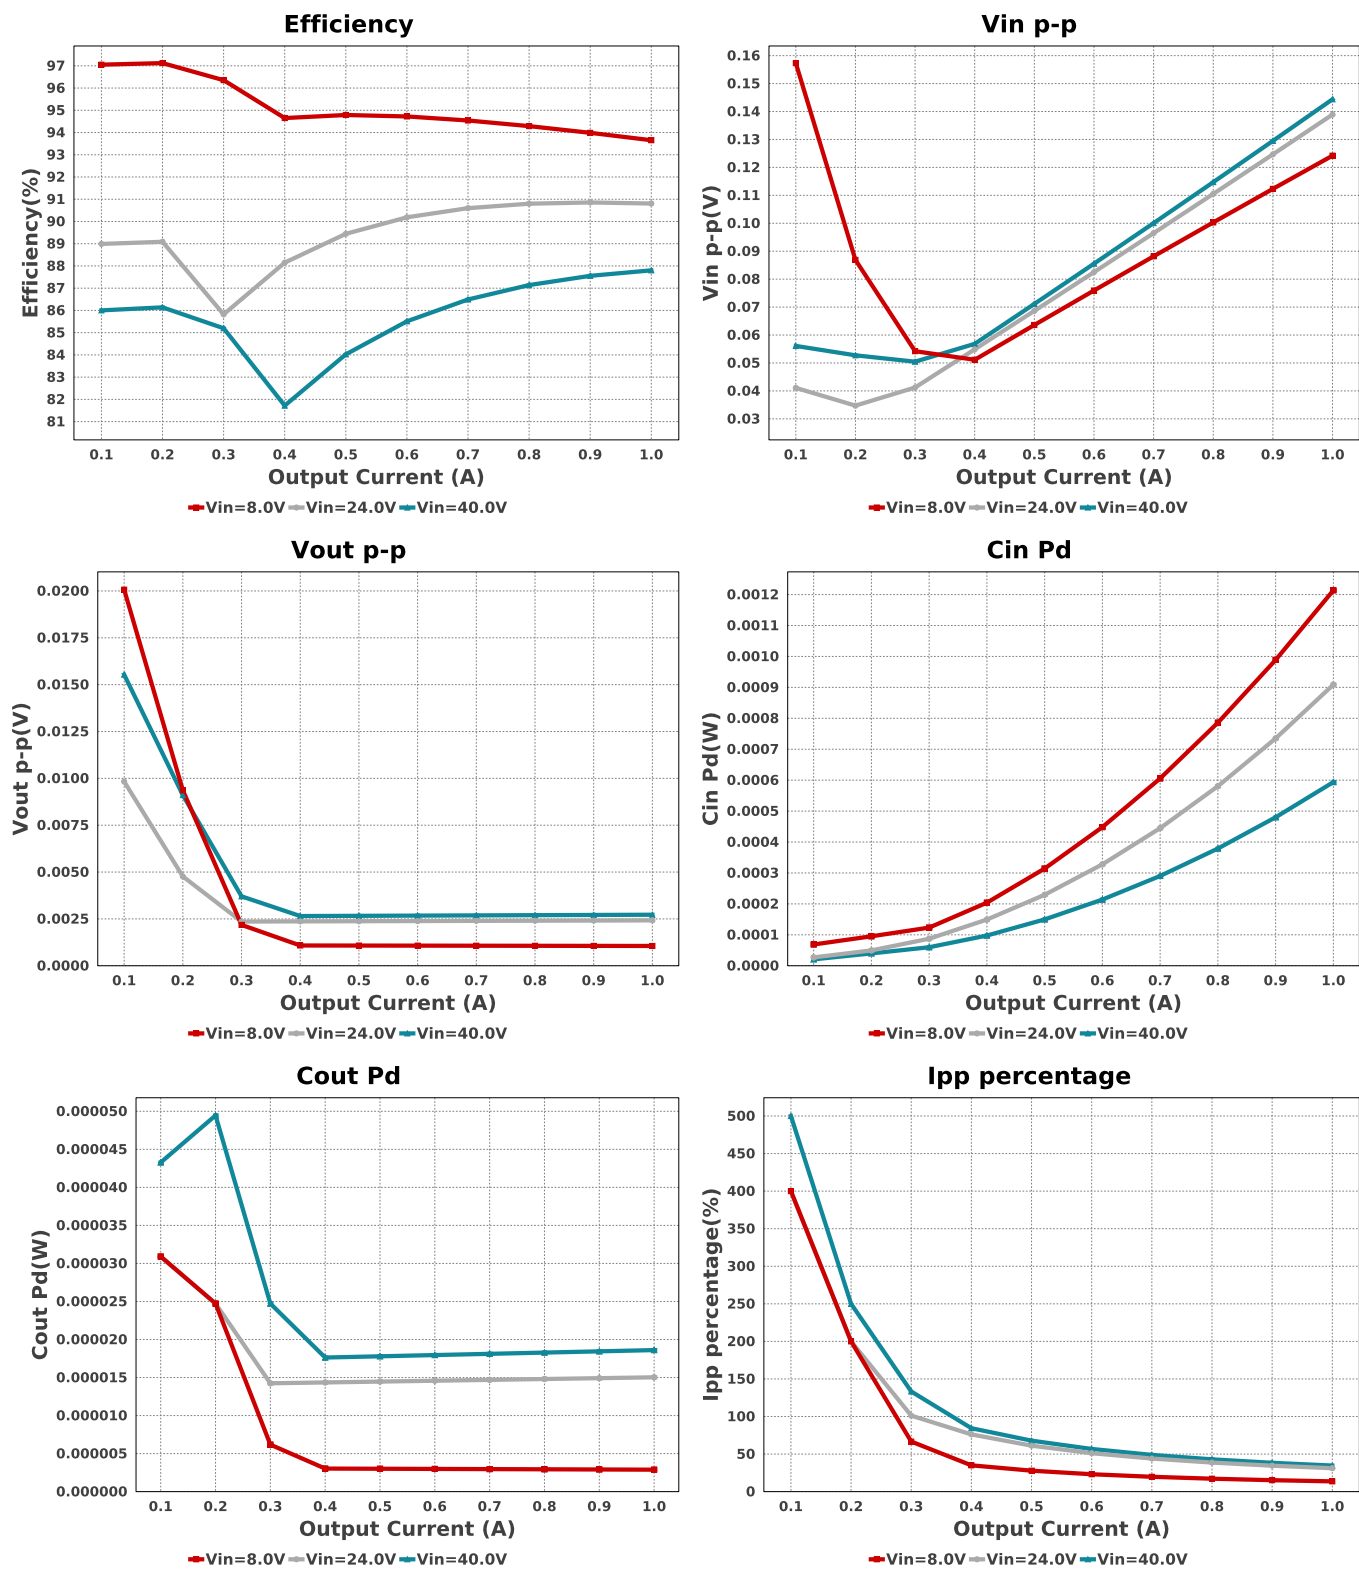 Efficiency
97
96
95
94
93
92
91
90
89
88
87
86
85
84
83
82
81
Efficiency(%)
0.1 0.2 0.3 0.4 0.5 0.6 0.7 0.8 0.9 1.0
Output Current (A)
Vin=8.0V Vin=24.0V Vin=40.0V
Vin p-p
0.16
0.15
0.14
0.13
0.12
0.11
0.10
0.09
0.08
0.07
0.06
0.05
0.04
0.03
Vin p-p(V)
0.1 0.2 0.3 0.4 0.5 0.6 0.7 0.8 0.9 1.0
Output Current (A)
Vin=8.0V Vin=24.0V Vin=40.0V
Vout p-p
0.0200
0.0175
0.0150
0.0125
0.0100
0.0075
0.0050
0.0025
0.0000
Vout p-p(V)
0.1 0.2 0.3 0.4 0.5 0.6 0.7 0.8 0.9 1.0
Output Current (A)
Vin=8.0V Vin=24.0V Vin=40.0V
Cin Pd
0.0012
0.0011
0.0010
0.0009
0.0008
0.0007
0.0006
0.0005
0.0004
0.0003
0.0002
0.0001
0.0000
Cin Pd(W)
0.1 0.2 0.3 0.4 0.5 0.6 0.7 0.8 0.9 1.0
Output Current (A)
Vin=8.0V Vin=24.0V Vin=40.0V
Cout Pd
0.000050
0.000045
0.000040
0.000035
0.000030
0.000025
0.000020
0.000015
0.000010
0.000005
0.000000
Cout Pd(W)
0.1 0.2 0.3 0.4 0.5 0.6 0.7 0.8 0.9 1.0
Output Current (A)
Vin=8.0V Vin=24.0V Vin=40.0V
Ipp percentage
500
450
400
350
300
250
200
150
100
50
0
Ipp percentage(%)
0.1 0.2 0.3 0.4 0.5 0.6 0.7 0.8 0.9 1.0
Output Current (A)
Vin=8.0V Vin=24.0V Vin=40.0V